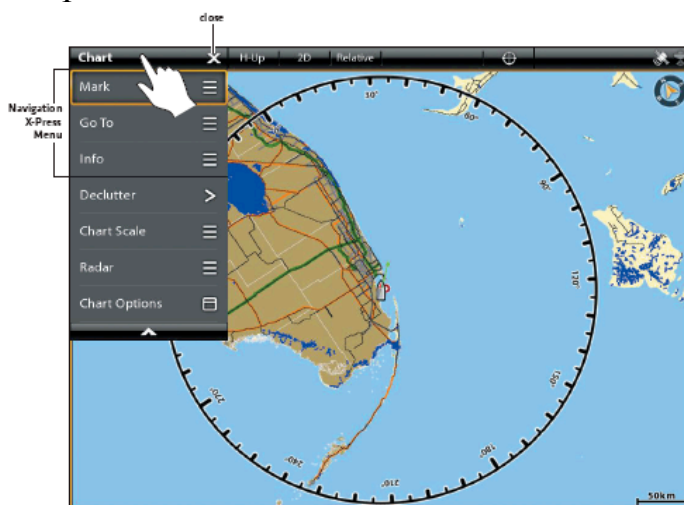 close
Chart X H-Up 2D Relative
Navigation
X-Press
Menu
Mark
Go To
Info
Declutter
Chart Scale
Radar
Chart Options
30°
60°
90°
120°
150°
180°
210°
240°
270°
50km